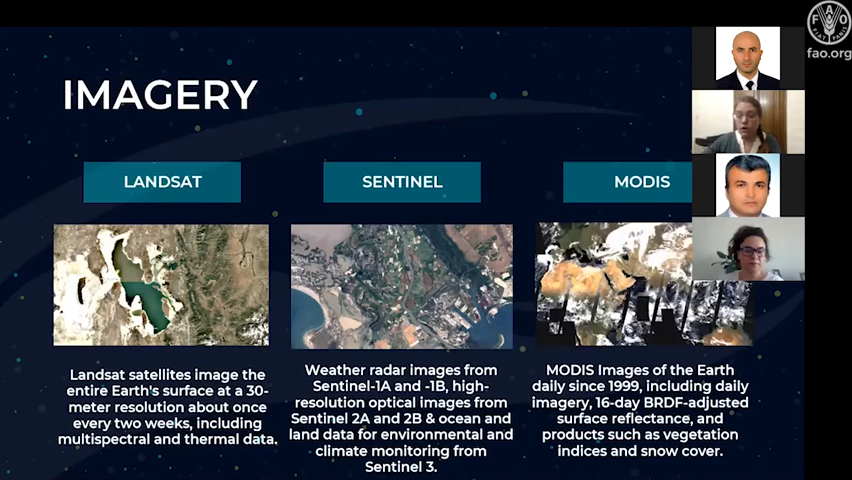 IMAGERY
LANDSAT
SENTINEL
MODIS
Landsat satellites image the
entire Earth's surface at a 30-
meter resolution about once
every two weeks, including
multispectral and thermal data.
Weather radar images from
Sentinel-1A and -1B, high-
resolution optical images from
Sentinel 2A and 2B & ocean and
land data for environmental and
climate monitoring from
Sentinel 3.
MODIS Images of the Earth
daily since 1999, including daily
imagery, 16-day BRDF-adjusted
surface reflectance, and
products such as vegetation
indices and snow cover.
FAO
FIAT PANIS
fao.org